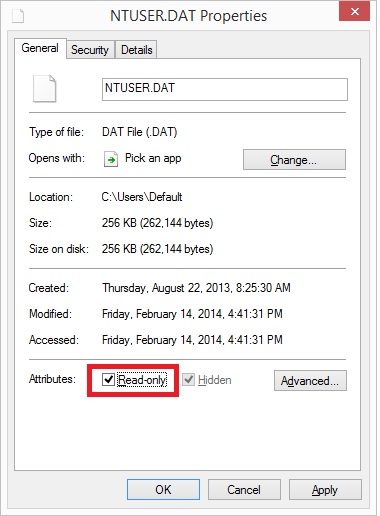 NTUSER.DAT Properties
General Security Details
NTUSER.DAT
Type of file: DAT File (.DAT)
Opens with: Pick an app Change...
Location: C:\Users\Default
Size: 256 KB (262,144 bytes)
Size on disk: 256 KB (262,144 bytes)
Created: Thursday, August 22, 2013, 8:25:30 AM
Modified: Friday, February 14, 2014, 4:41:31 PM
Accessed: Friday, February 14, 2014, 4:41:31 PM
Attributes: Read-only Hidden Advanced...
OK Cancel Apply